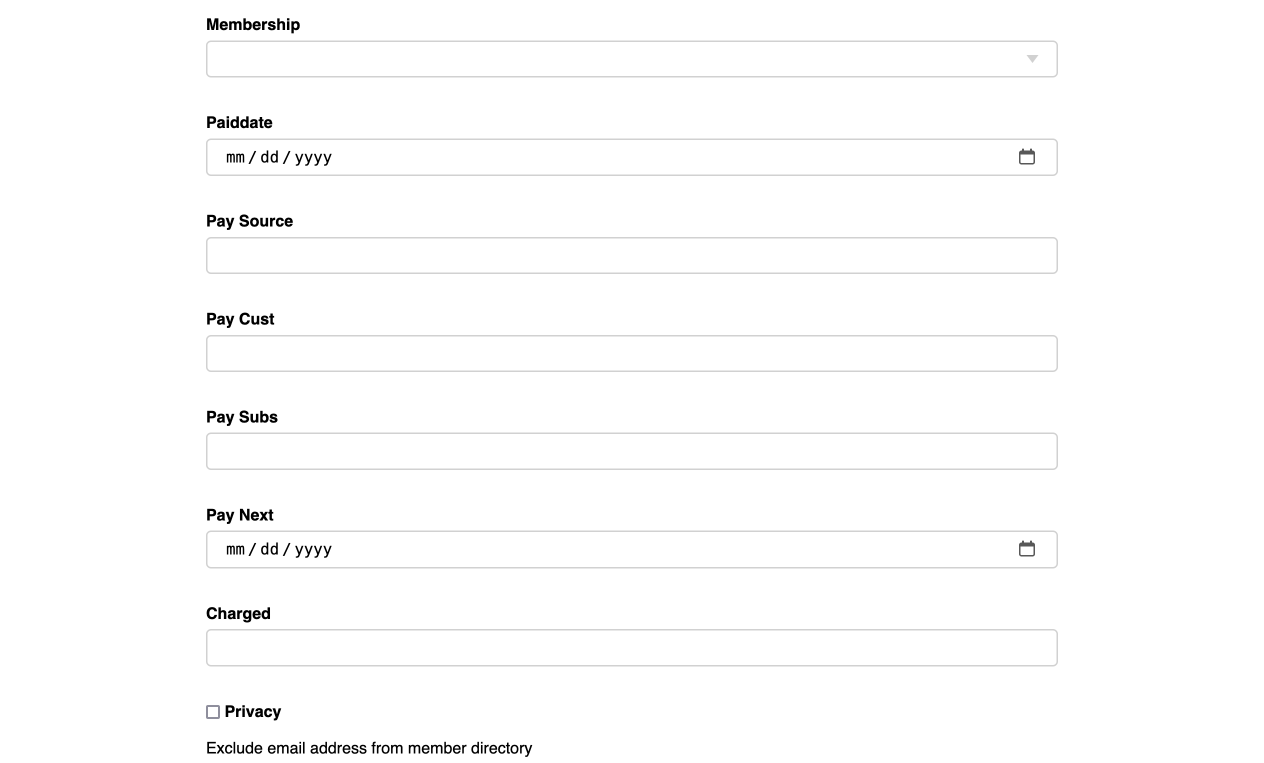 Membership
Paiddate
mm/dd/yyyy
Pay Source
Pay Cust
Pay Subs
Pay Next
mm/dd/yyyy
Charged
Privacy
Exclude email address from member directory